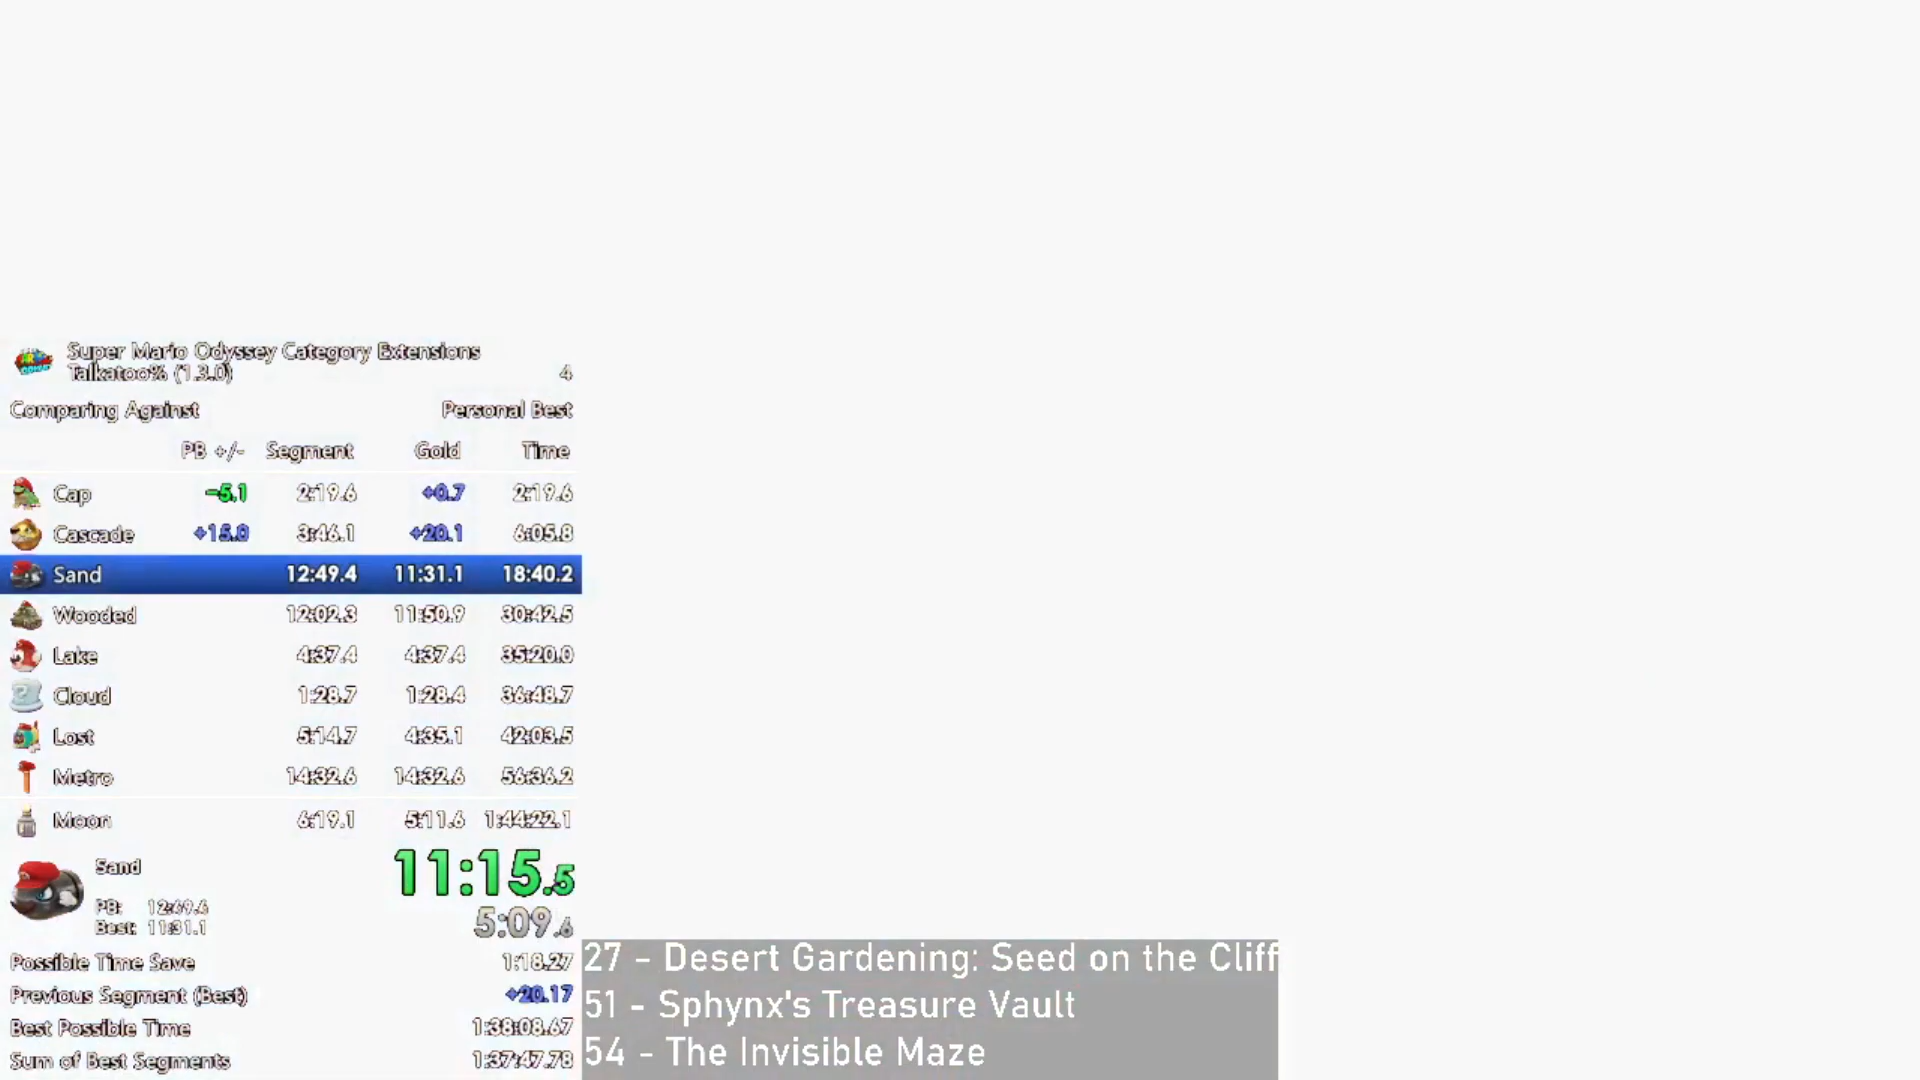 Super Mario Odyssey Category Extensions
Talkatoo% (1.3.0) 4
Comparing Against Personal Best
PB +/- Segment Gold Time
Cap -5.1 2:19.6 +0.7 2:19.6
Cascade +15.0 3:46.1 +20.1 6:05.8
Sand 12:49.4 11:31.1 18:40.2
Wooded 12:02.3 11:50.9 30:42.5
Lake 4:37.4 4:37.4 35:20.0
Cloud 1:28.7 1:28.4 36:48.7
Lost 5:14.7 4:35.1 42:03.5
Metro 14:32.6 14:32.6 56:36.2
Moon 6:19.1 5:11.6 1:44:22.1
Sand 11:15.5
PB: 5:09.6
Best: 11:31.1
Possible Time Save 1:18.27
Previous Segment (Best) +20.17
Best Possible Time 1:38:08.67
Sum of Best Segments 1:37:47.78
27 - Desert Gardening: Seed on the Cliff
51 - Sphynx's Treasure Vault
54 - The Invisible Maze